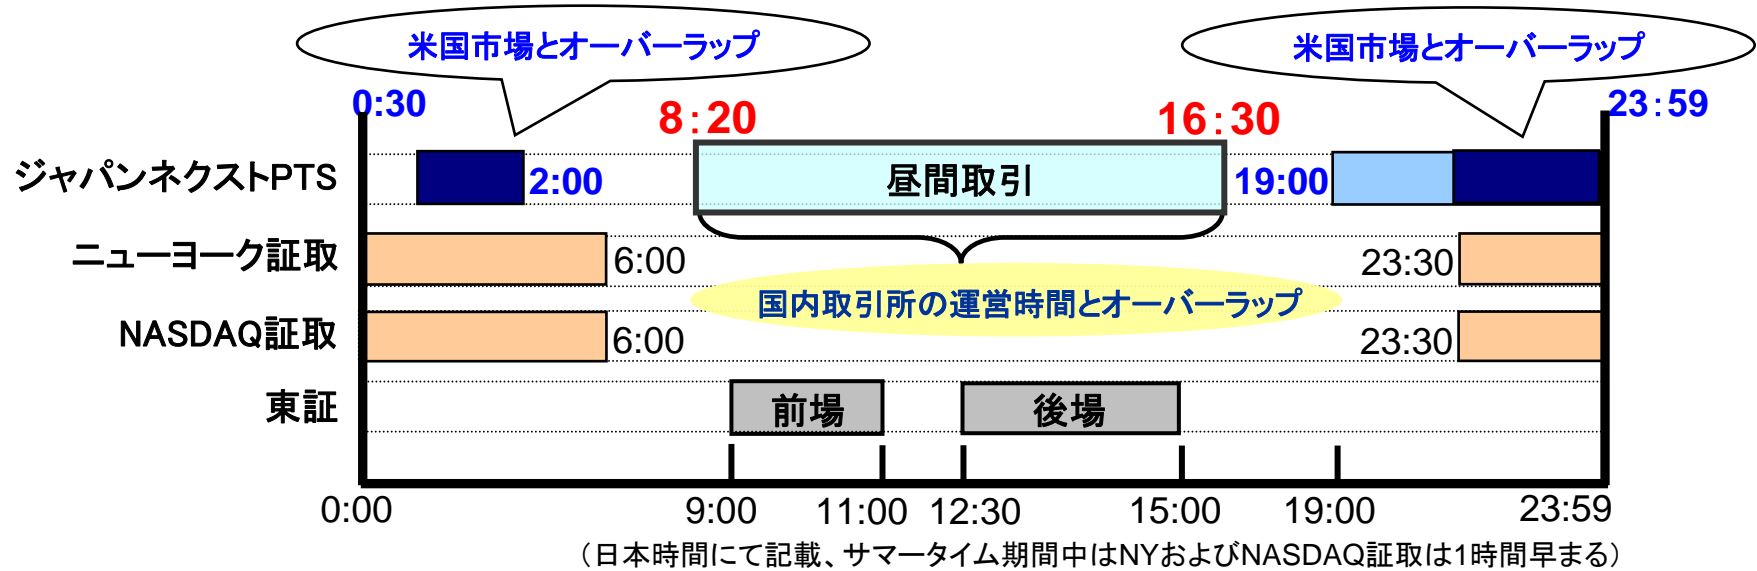 米国市場とオーバーラップ 米国市場とオーバーラップ
0:30 8:20 16:30 23:59
ジャパンネクストPTS 2:00 昼間取引 19:00
ニューヨーク証取 6:00 23:30
国内取引所の運営時間とオーバーラップ
NASDAQ証取 6:00 23:30
東証 前場 後場
0:00 9:00 11:00 12:30 15:00 19:00 23:59
(日本時間にて記載、サマータイム期間中はNYおよびNASDAQ証取は1時間早まる)